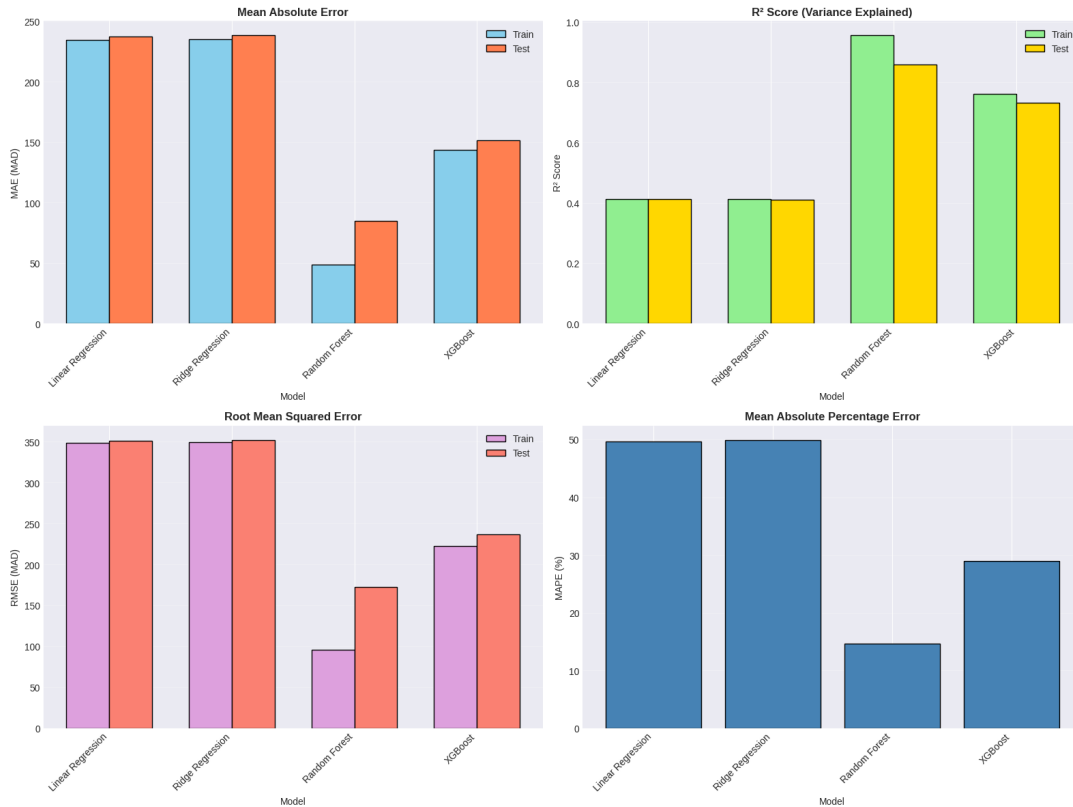 Mean Absolute Error
MAE (MAD)
250
200
150
100
50
0
Train
Test
Linear Regression
Ridge Regression
Random Forest
XGBoost
Model
R² Score (Variance Explained)
R² Score
1.0
0.8
0.6
0.4
0.2
0.0
Train
Test
Linear Regression
Ridge Regression
Random Forest
XGBoost
Model
Root Mean Squared Error
RMSE (MAD)
350
300
250
200
150
100
50
0
Train
Test
Linear Regression
Ridge Regression
Random Forest
XGBoost
Model
Mean Absolute Percentage Error
MAPE (%)
50
40
30
20
10
0
Linear Regression
Ridge Regression
Random Forest
XGBoost
Model